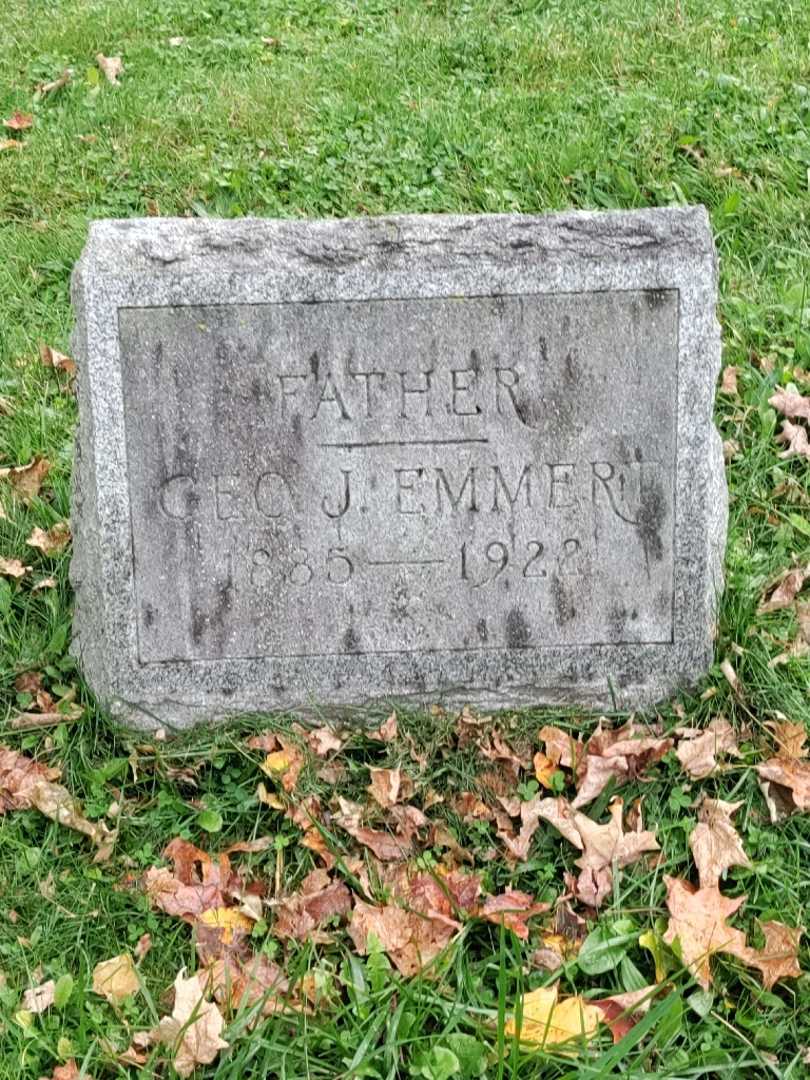 FATHER
GEO. J. EMMERT
1885 — 1928